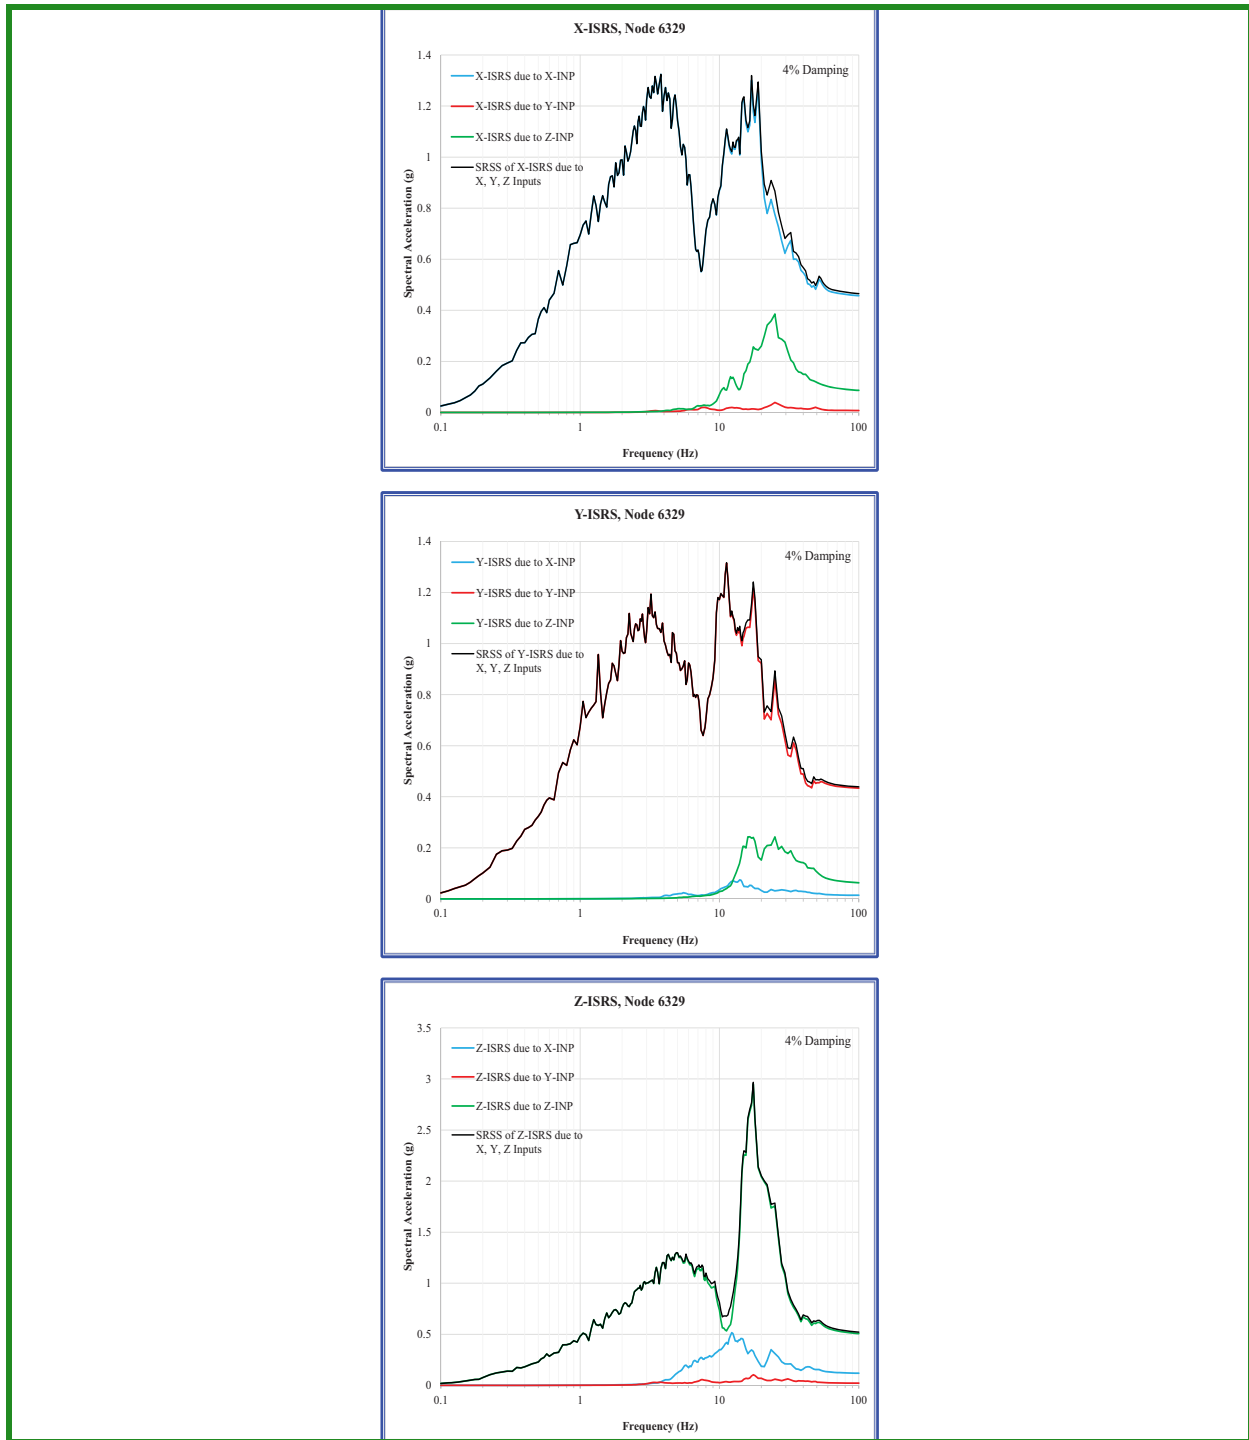 X-ISRS, Node 6329
1.4
4% Damping
X-ISRS due to X-INP
1.2
X-ISRS due to Y-INP
X-ISRS due to Z-INP
1
SRSS of X-ISRS due to
X, Y, Z Inputs
0.8
Spectral Acceleration (g)
0.6
0.4
0.2
0
0.1 1 10 100
Frequency (Hz)
Y-ISRS, Node 6329
1.4
4% Damping
Y-ISRS due to X-INP
1.2
Y-ISRS due to Y-INP
Y-ISRS due to Z-INP
1
SRSS of Y-ISRS due to
X, Y, Z Inputs
0.8
Spectral Acceleration (g)
0.6
0.4
0.2
0
0.1 1 10 100
Frequency (Hz)
Z-ISRS, Node 6329
3.5
4% Damping
Z-ISRS due to X-INP
3
Z-ISRS due to Y-INP
Z-ISRS due to Z-INP
2.5
SRSS of Z-ISRS due to
X, Y, Z Inputs
2
Spectral Acceleration (g)
1.5
1
0.5
0
0.1 1 10 100
Frequency (Hz)